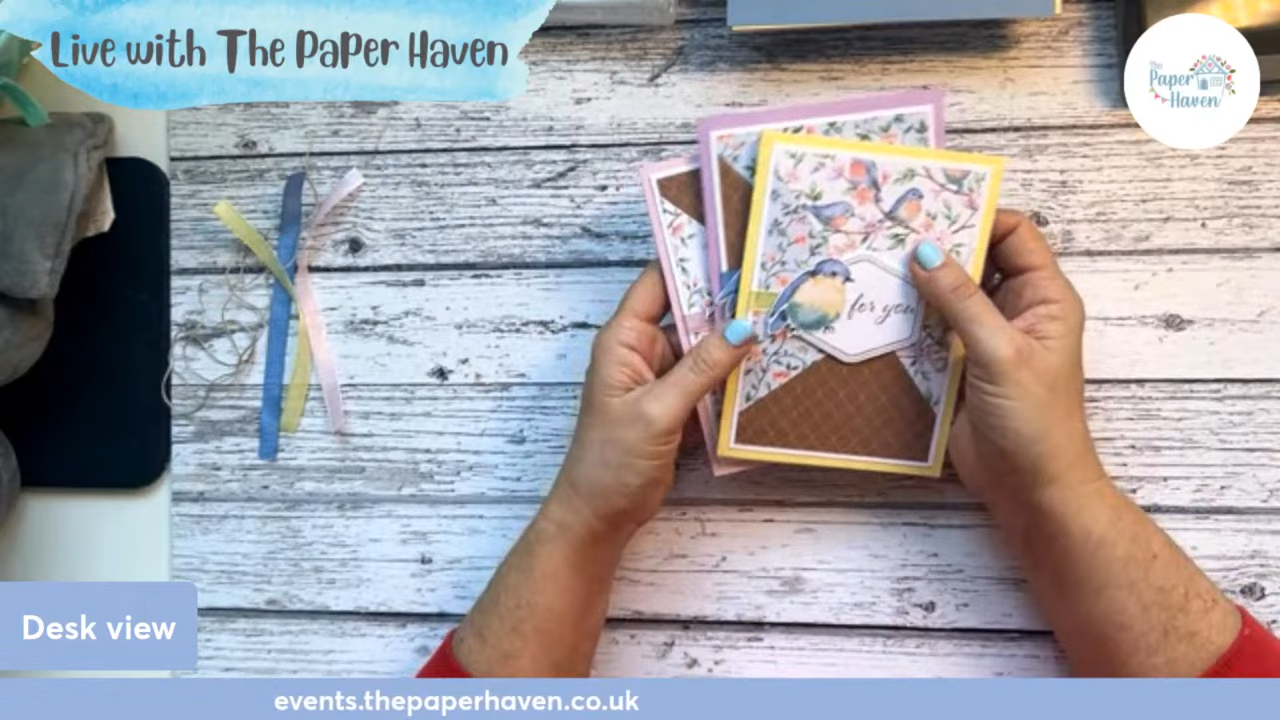 Live with The Paper Haven
The
Paper
Haven
for you
Desk view
events.thepaperhaven.co.uk